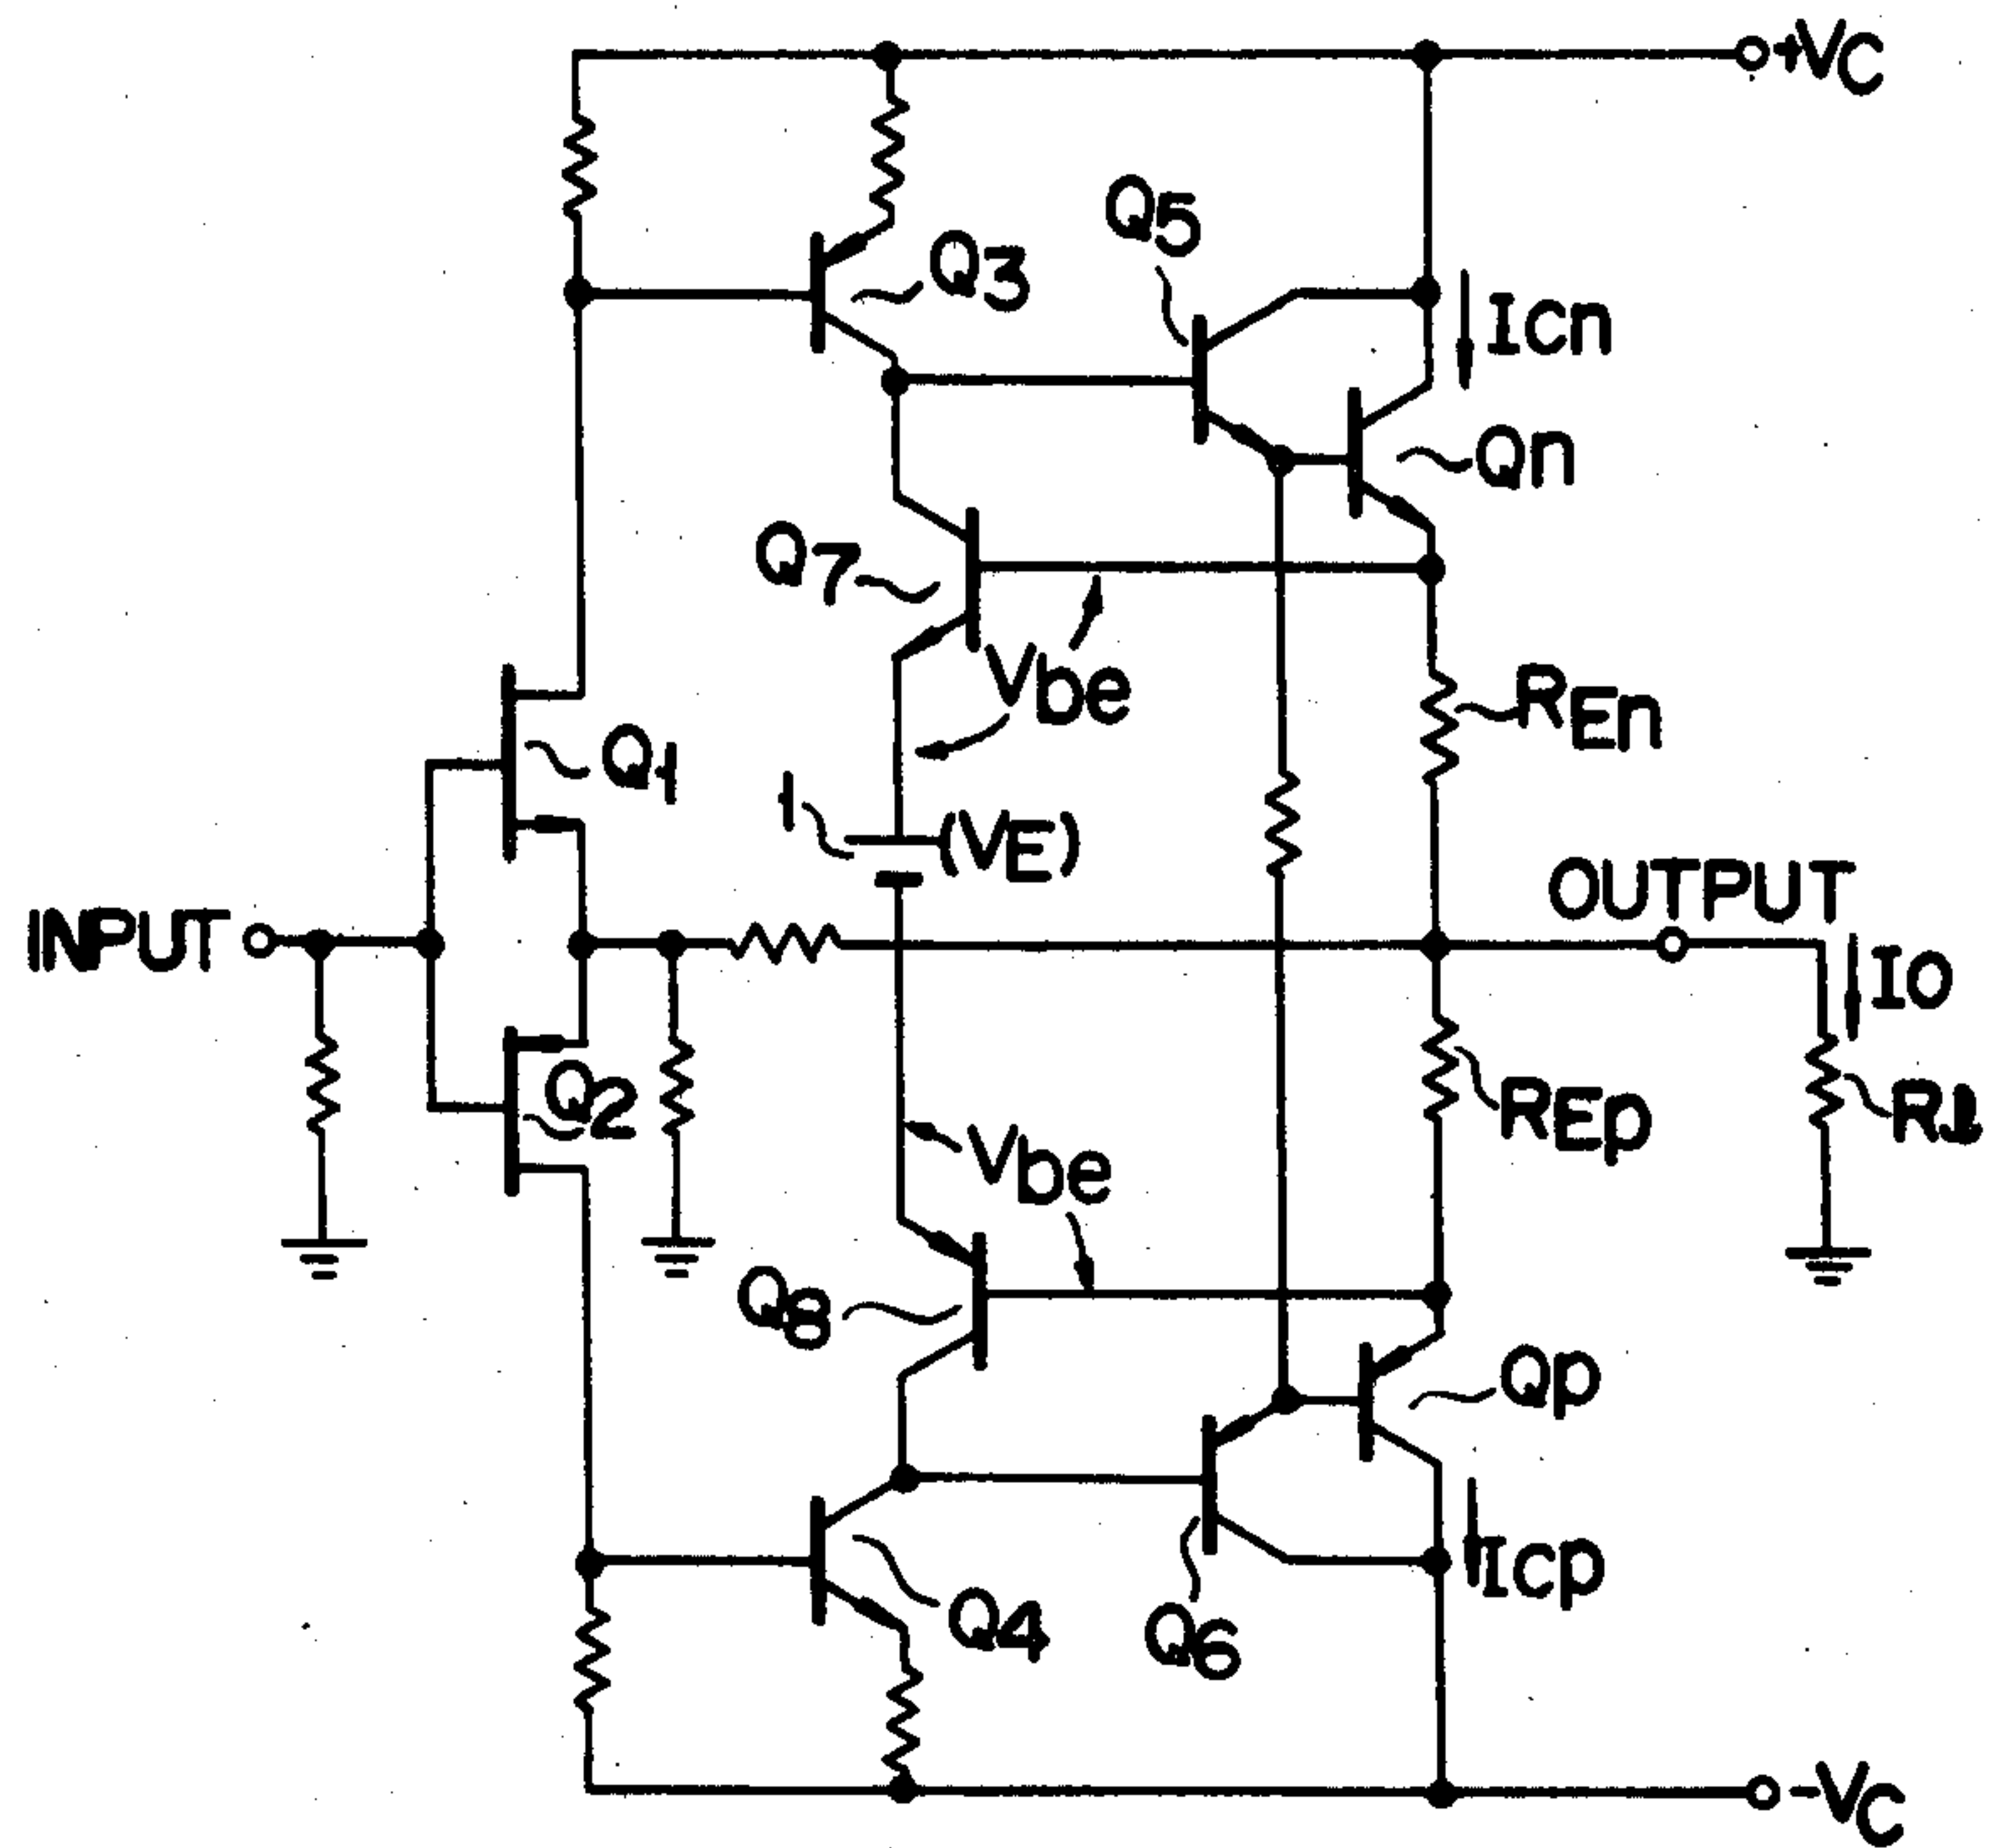 +VC
Q5
Q3
Icn
Qn
Q7
Vbe
REn
Q1
1
(VE)
OUTPUT
INPUT
IO
Q2
REp
Rl
Vbe
Q8
Qp
Icp
Q4
Q6
-VC